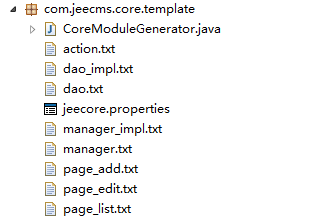 com.jeecms.core.template
CoreModuleGenerator.java
action.txt
dao_impl.txt
dao.txt
jeecore.properties
manager_impl.txt
manager.txt
page_add.txt
page_edit.txt
page_list.txt